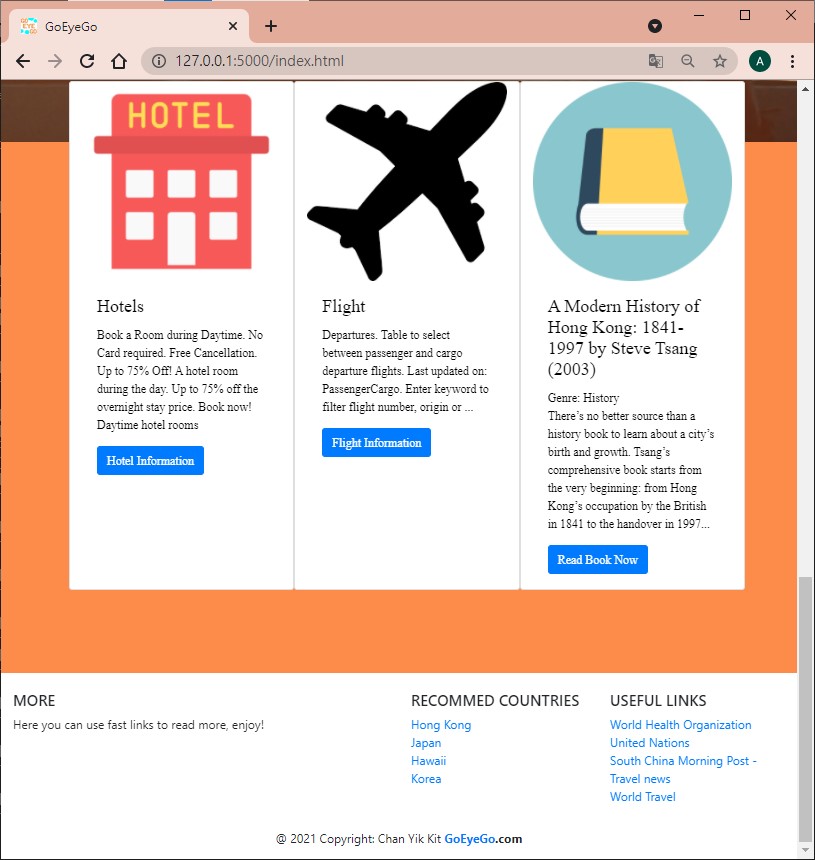 GoEyeGo
127.0.0.1:5000/index.html
A
HOTEL
Hotels
Book a Room during Daytime. No
Card required. Free Cancellation.
Up to 75% Off! A hotel room
during the day. Up to 75% off the
overnight stay price. Book now!
Daytime hotel rooms
Hotel Information
Flight
Departures. Table to select
between passenger and cargo
departure flights. Last updated on:
PassengerCargo. Enter keyword to
filter flight number, origin or ...
Flight Information
A Modern History of
Hong Kong: 1841-
1997 by Steve Tsang
(2003)
Genre: History
There’s no better source than a
history book to learn about a city’s
birth and growth. Tsang’s
comprehensive book starts from
the very beginning: from Hong
Kong’s occupation by the British
in 1841 to the handover in 1997...
Read Book Now
MORE
Here you can use fast links to read more, enjoy!
RECOMMED COUNTRIES
Hong Kong
Japan
Hawaii
Korea
USEFUL LINKS
World Health Organization
United Nations
South China Morning Post -
Travel news
World Travel
@ 2021 Copyright: Chan Yik Kit GoEyeGo.com